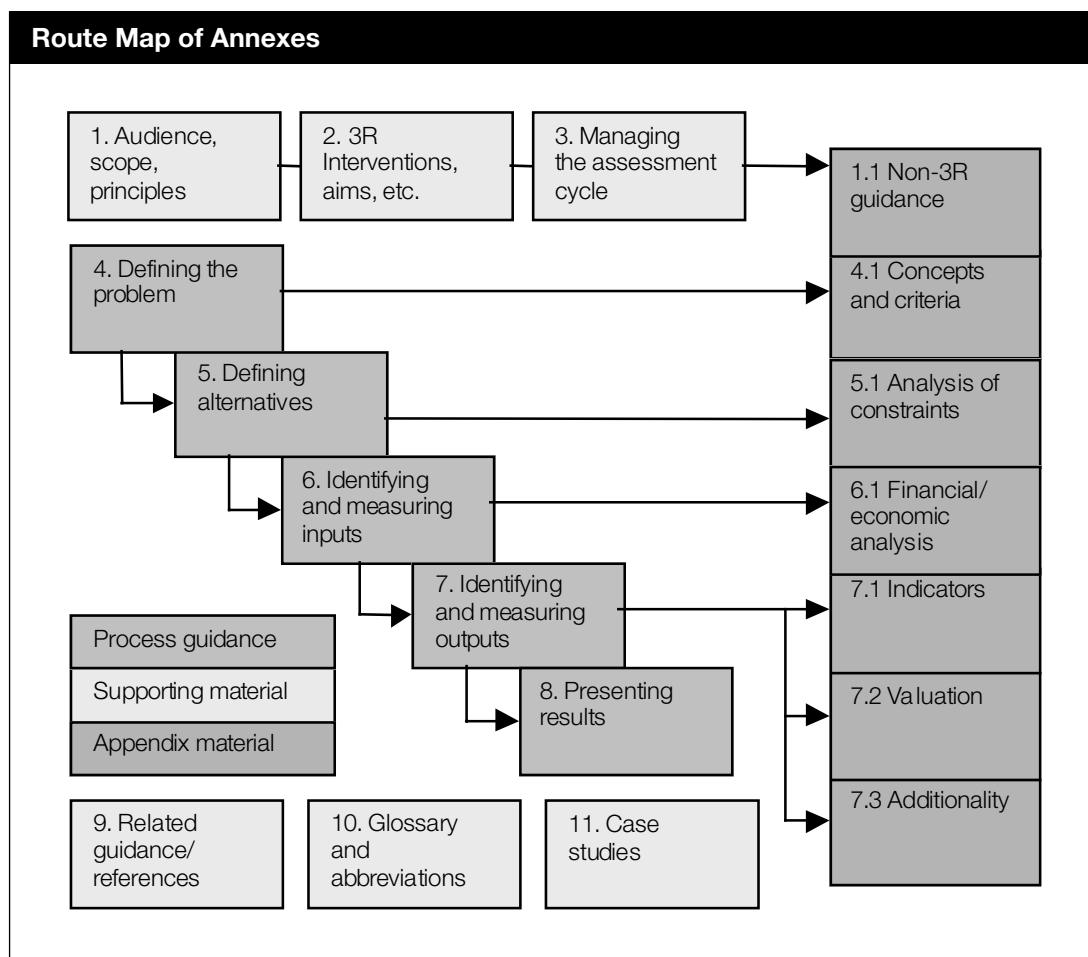 Route Map of Annexes
1. Audience,
scope,
principles
2. 3R
Interventions,
aims, etc.
3. Managing
the assessment
cycle
1.1 Non-3R
guidance
4. Defining the
problem
4.1 Concepts
and criteria
5. Defining
alternatives
5.1 Analysis of
constraints
6. Identifying
and measuring
inputs
6.1 Financial/
economic
analysis
7. Identifying
and measuring
outputs
7.1 Indicators
Process guidance
Supporting material
Appendix material
8. Presenting
results
7.2 Valuation
7.3 Additionality
9. Related
guidance/
references
10. Glossary
and
abbreviations
11. Case
studies